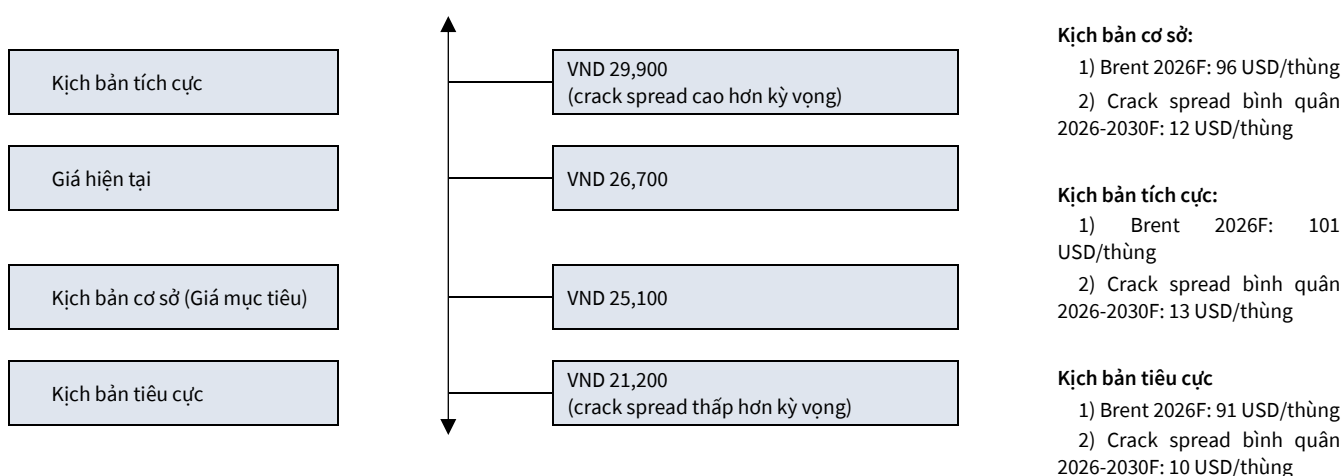 Kịch bản tích cực
VND 29,900
(crack spread cao hơn kỳ vọng)
Giá hiện tại
VND 26,700
Kịch bản cơ sở (Giá mục tiêu)
VND 25,100
Kịch bản tiêu cực
VND 21,200
(crack spread thấp hơn kỳ vọng)
Kịch bản cơ sở:
1) Brent 2026F: 96 USD/thùng
2) Crack spread bình quân
2026-2030F: 12 USD/thùng
Kịch bản tích cực:
1) Brent 2026F: 101
USD/thùng
2) Crack spread bình quân
2026-2030F: 13 USD/thùng
Kịch bản tiêu cực
1) Brent 2026F: 91 USD/thùng
2) Crack spread bình quân
2026-2030F: 10 USD/thùng